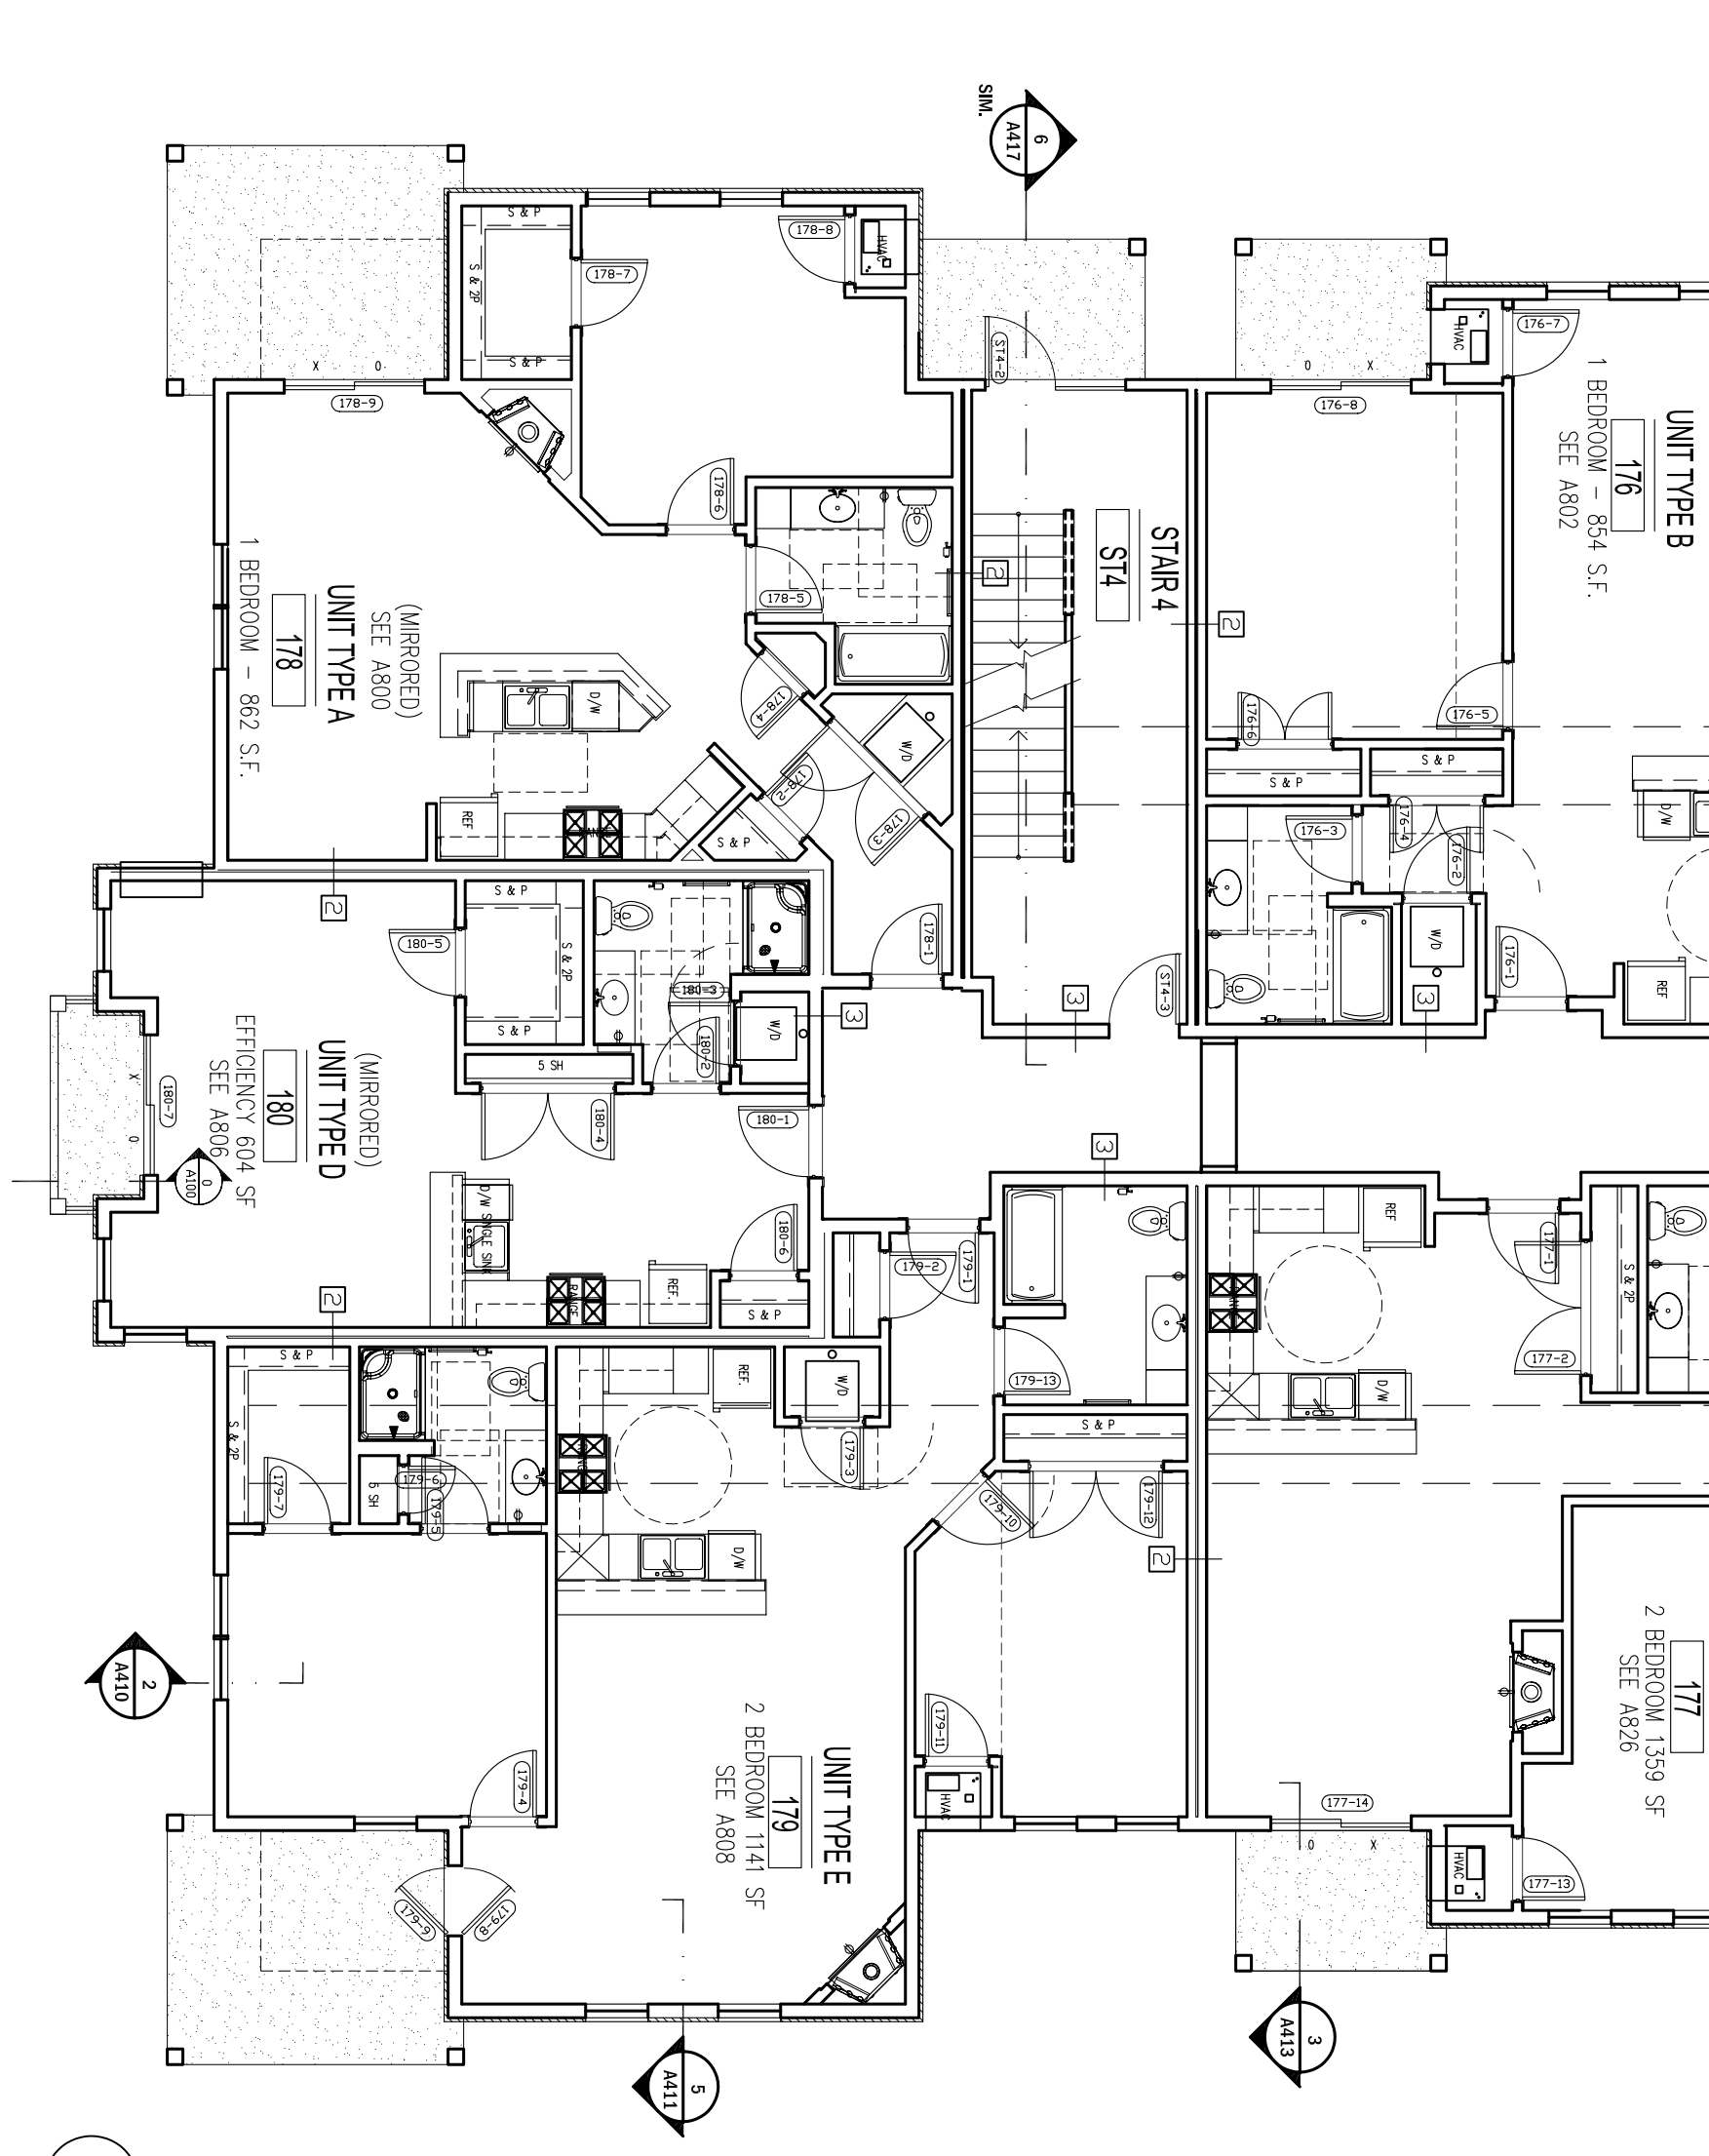 SIM.
6
A417
S & P
S & 2P
S & P
178-7
178-8
HVAC
X
O
178-9
178-6
178-5
178-4
178-2
178-3
178-1
W/D
S & P
D/W
REF
RANGE
UNIT TYPE A
178
1 BEDROOM - 862 S.F.
(MIRRORED)
SEE A800
2
ST4-2
STAIR 4
ST4
ST4-3
2
3
O
X
176-8
HVAC
176-7
UNIT TYPE B
176
1 BEDROOM - 854 S.F.
SEE A802
176-5
176-6
S & P
S & P
176-3
176-4
176-2
W/D
176-1
D/W
REF
3
2
180-5
S & P
S & 2P
S & P
5 SH
180-3
180-2
W/D
3
180-4
180-1
180-6
X
O
180-7
0
A100
(MIRRORED)
UNIT TYPE D
180
EFFICIENCY 604 SF
SEE A806
D/W SINGLE SINK
RANGE
REF.
S & P
2
3
179-2
179-1
179-13
S & P
S & 2P
179-7
5 SH
179-6
179-5
REF.
RANGE
D/W
W/D
179-3
S & P
179-10
179-12
2
179-11
HVAC
179-4
179-8
179-9
UNIT TYPE E
179
2 BEDROOM 1141 SF
SEE A808
2
A410
5
A411
REF
RANGE
D/W
177-1
177-2
S & 2P
177
2 BEDROOM 1359 SF
SEE A826
177-14
O
X
HVAC
177-13
3
A413